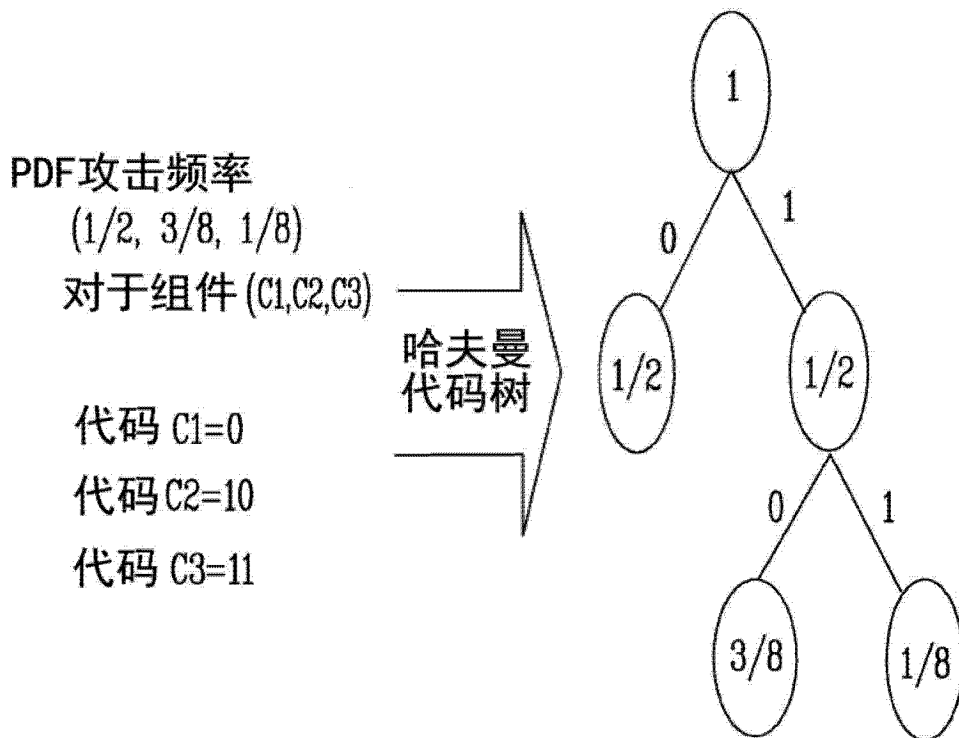 PDF攻击频率
(1/2, 3/8, 1/8)
对于组件(C1,C2,C3)
代码 C1=0
代码 C2=10
代码 C3=11
哈夫曼
代码树
1
0
1
1/2
1/2
0
1
3/8
1/8